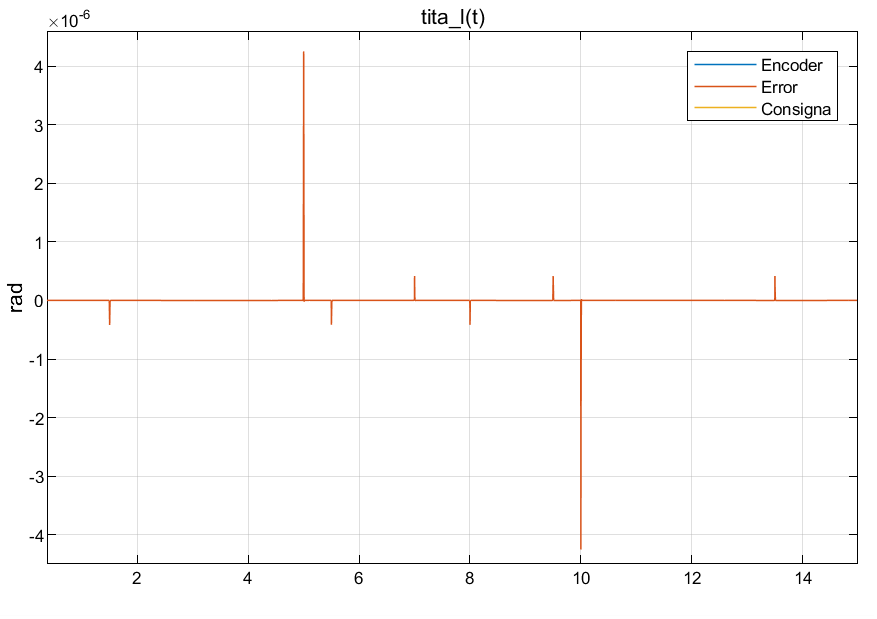 tita_l(t)
×10-6
Encoder
Error
Consigna
4
3
2
1
0
-1
-2
-3
-4
rad
2 4 6 8 10 12 14